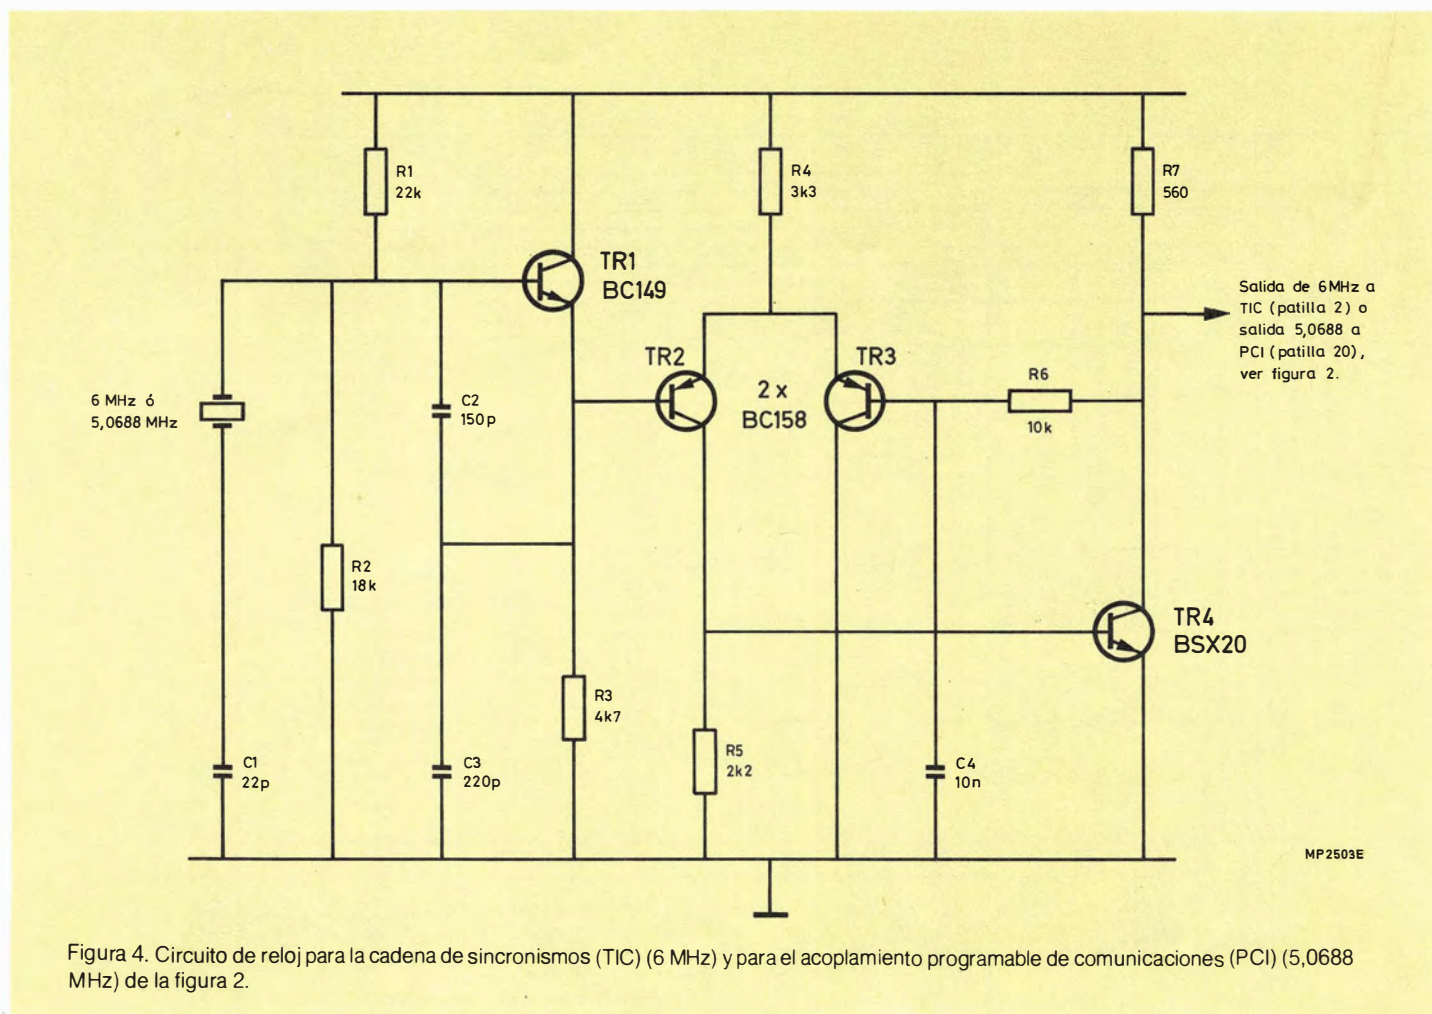 R1
22k
R4
3k3
R7
560
TR1
BC149
Salida de 6MHz a
TIC (patilla 2) o
salida 5,0688 a
PCI (patilla 20),
ver figura 2.
TR2
TR3
2 x
BC158
R6
10k
6 MHz ó
5,0688 MHz
C2
150p
R2
18k
TR4
BSX20
R3
4k7
R5
2k2
C1
22p
C3
220p
C4
10n
MP2503E
Figura 4. Circuito de reloj para la cadena de sincronismos (TIC) (6 MHz) y para el acoplamiento programable de comunicaciones (PCI) (5,0688
MHz) de la figura 2.